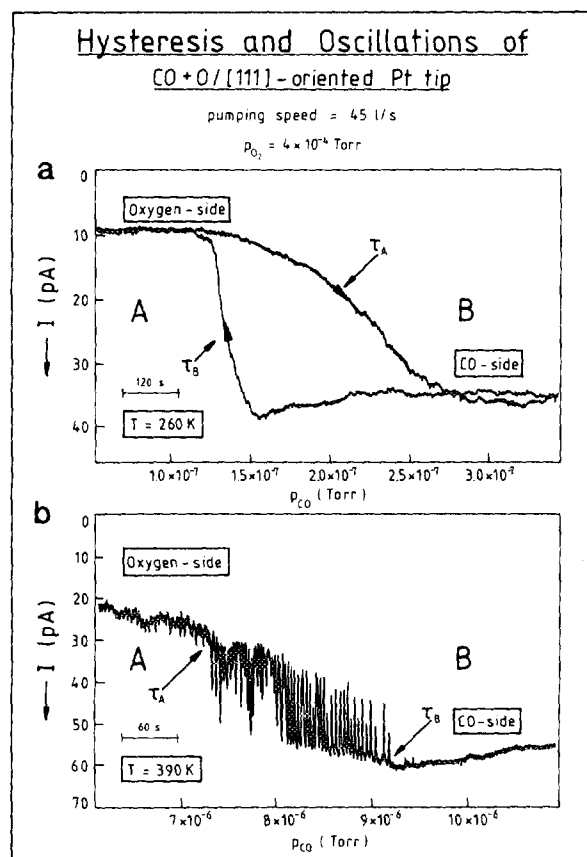 Hysteresis and Oscillations of
CO+O/[111]-oriented Pt tip
pumping speed = 45 l/s
p_O2 = 4×10⁻⁴ Torr
a
0
10
20
30
40
I (pA)
Oxygen-side
τ_A
A
B
τ_B
CO-side
120 s
T = 260 K
1.0×10⁻⁷ 1.5×10⁻⁷ 2.0×10⁻⁷ 2.5×10⁻⁷ 3.0×10⁻⁷
p_CO (Torr)
b
0
10
20
30
40
50
60
70
I (pA)
Oxygen-side
A
B
τ_A
τ_B
CO-side
60 s
T = 390 K
7×10⁻⁶ 8×10⁻⁶ 9×10⁻⁶ 10×10⁻⁶
p_CO (Torr)